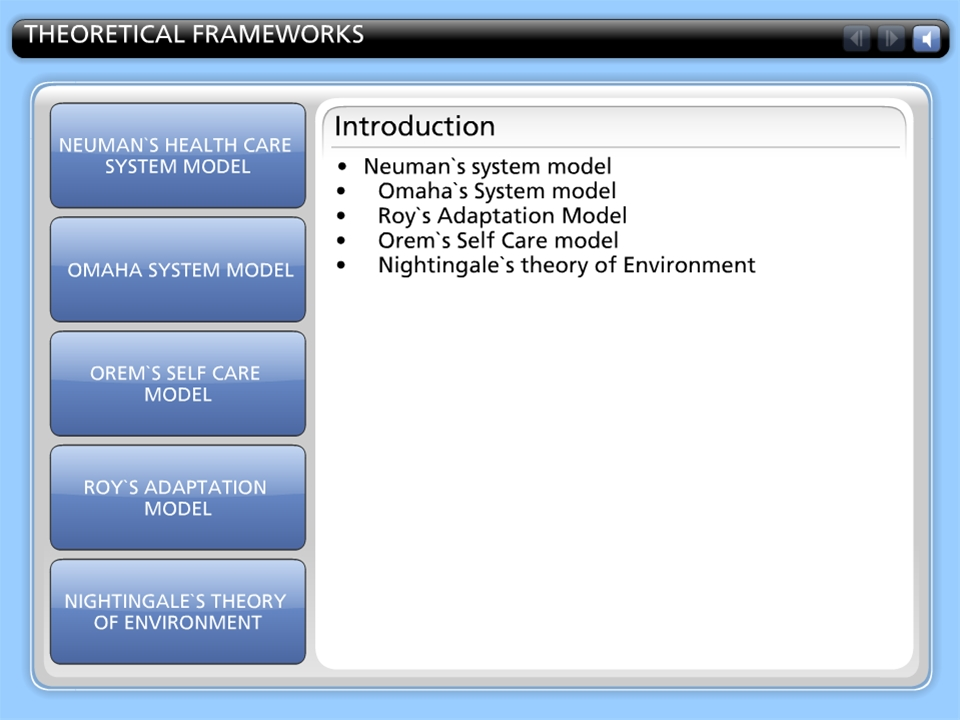 THEORETICAL FRAMEWORKS
NEUMAN`S HEALTH CARE
SYSTEM MODEL
OMAHA SYSTEM MODEL
OREM`S SELF CARE
MODEL
ROY`S ADAPTATION
MODEL
NIGHTINGALE`S THEORY
OF ENVIRONMENT
Introduction
• Neuman`s system model
• Omaha`s System model
• Roy`s Adaptation Model
• Orem`s Self Care model
• Nightingale`s theory of Environment